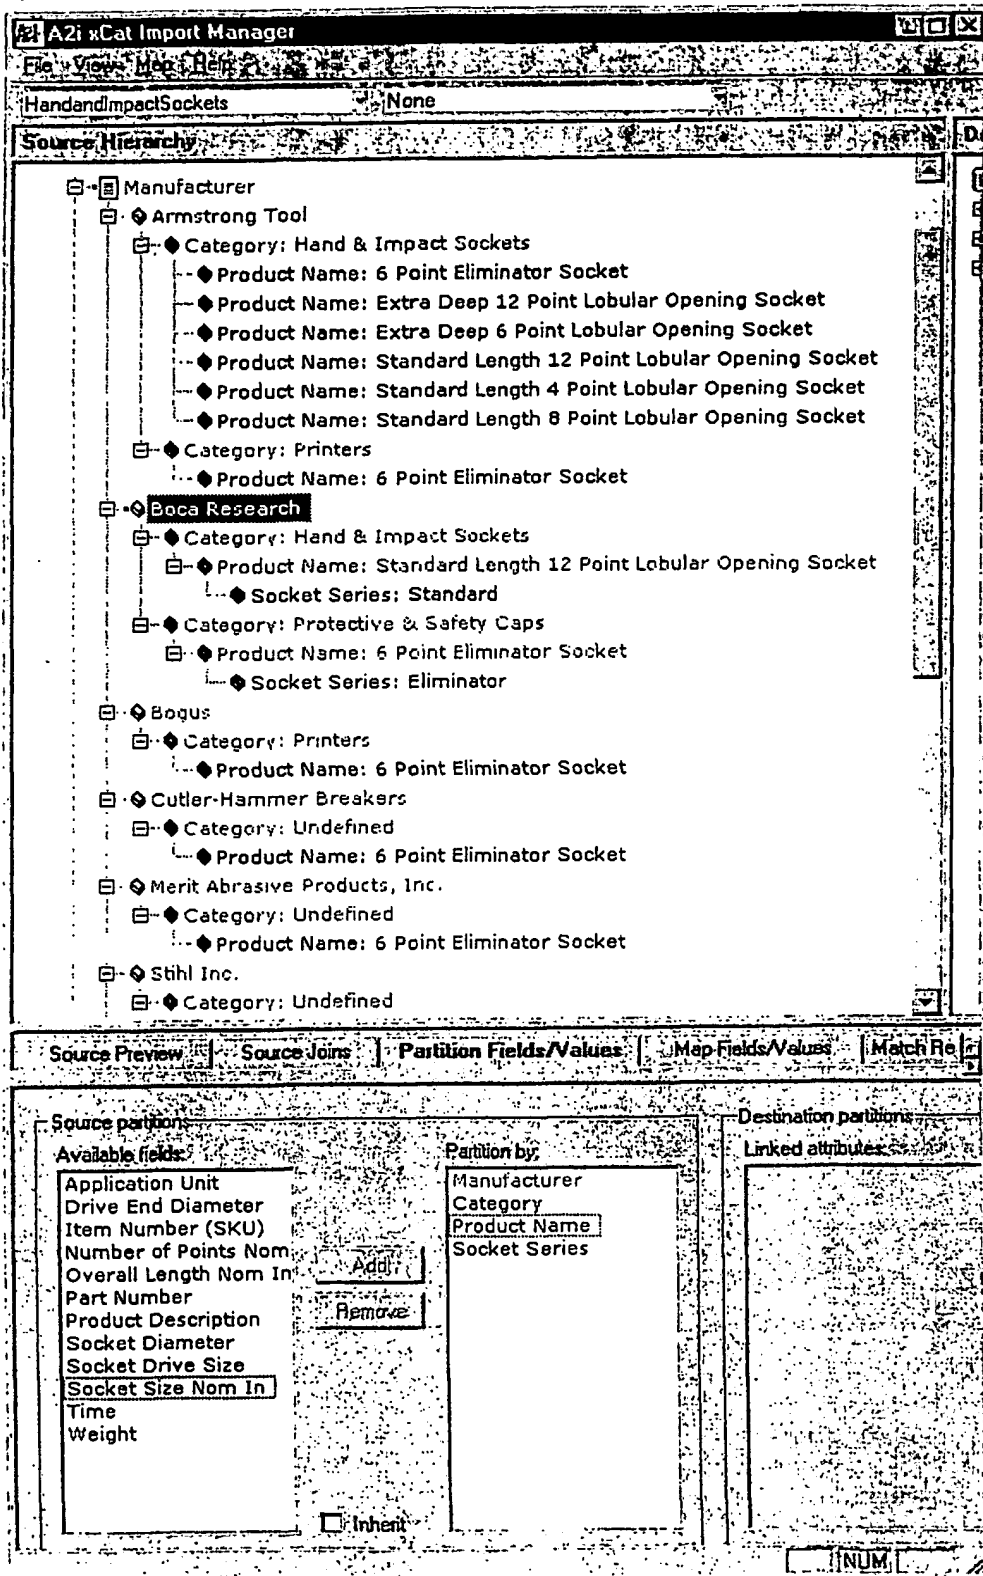 A2i xCat Import Manager
File View Map Help
HandandImpactSockets None
Source Hierarchy
Manufacturer
Armstrong Tool
Category: Hand & Impact Sockets
Product Name: 6 Point Eliminator Socket
Product Name: Extra Deep 12 Point Lobular Opening Socket
Product Name: Extra Deep 6 Point Lobular Opening Socket
Product Name: Standard Length 12 Point Lobular Opening Socket
Product Name: Standard Length 4 Point Lobular Opening Socket
Product Name: Standard Length 8 Point Lobular Opening Socket
Category: Printers
Product Name: 6 Point Eliminator Socket
Boca Research
Category: Hand & Impact Sockets
Product Name: Standard Length 12 Point Lobular Opening Socket
Socket Series: Standard
Category: Protective & Safety Caps
Product Name: 6 Point Eliminator Socket
Socket Series: Eliminator
Bogus
Category: Printers
Product Name: 6 Point Eliminator Socket
Cutler-Hammer Breakers
Category: Undefined
Product Name: 6 Point Eliminator Socket
Merit Abrasive Products, Inc.
Category: Undefined
Product Name: 6 Point Eliminator Socket
Stihl Inc.
Category: Undefined
Source Preview Source Joins Partition Fields/Values Map Fields/Values Match Re
Source partitions
Available fields:
Application Unit
Drive End Diameter
Item Number (SKU)
Number of Points Nom
Overall Length Nom In
Part Number
Product Description
Socket Diameter
Socket Drive Size
Socket Size Nom In
Time
Weight
Add
Remove
Inherit
Partition by:
Manufacturer
Category
Product Name
Socket Series
Destination partitions
Linked attributes:
NUM